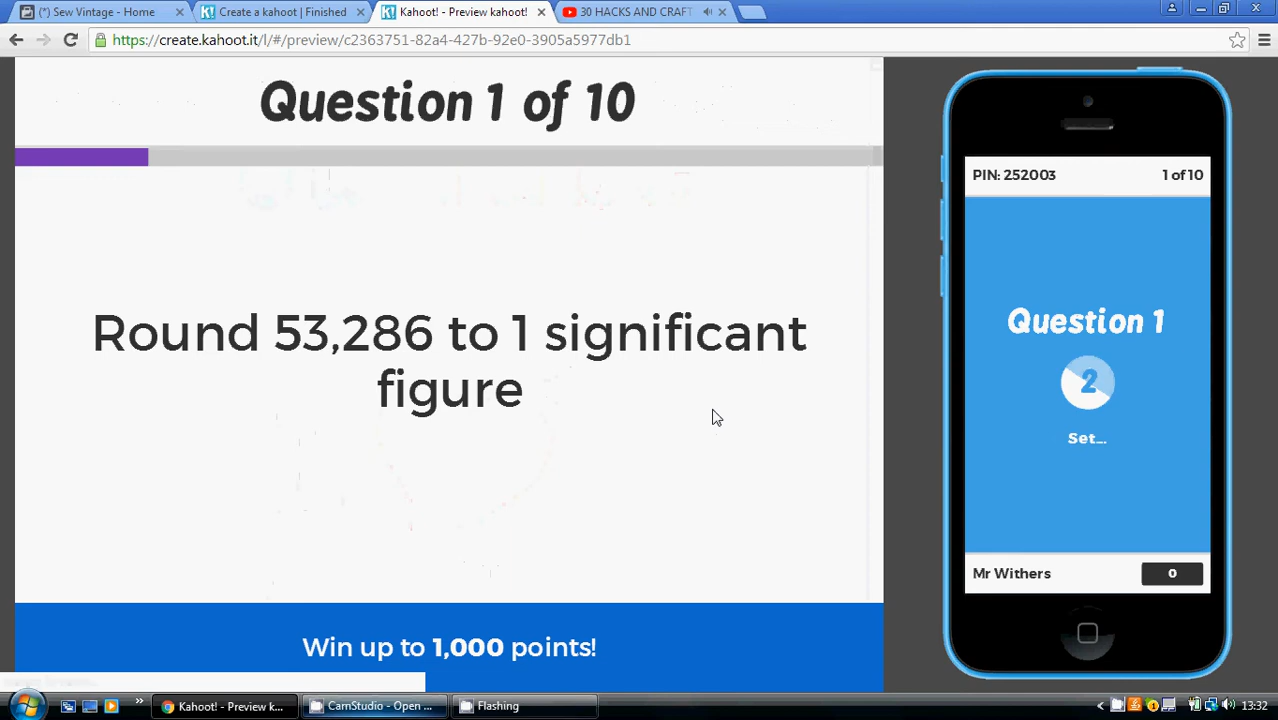 (*) Sew Vintage - Home
Create a kahoot | Finished
Kahoot! - Preview kahoot!
30 HACKS AND CRAFT
https://create.kahoot.it/l/#/preview/c2363751-82a4-427b-92e0-3905a5977db1
Question 1 of 10
Round 53,286 to 1 significant
figure
Win up to 1,000 points!
PIN: 252003 1 of 10
Question 1
2
Set...
Mr Withers 0
Kahoot! - Preview k...
CamStudio - Open ...
Flashing
13:32